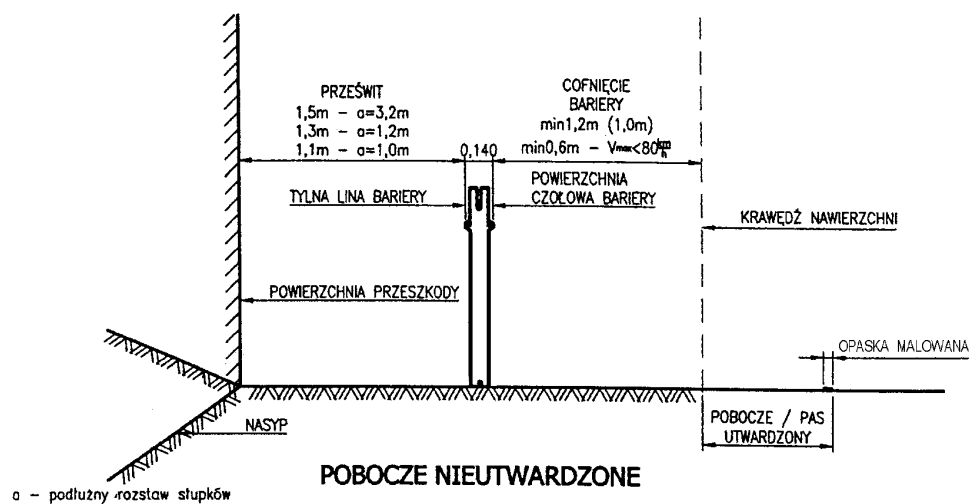 PRZEŚWIT
1,5m - a=3,2m
1,3m - a=1,2m
1,1m - a=1,0m
COFNIĘCIE
BARIERY
min1,2m (1,0m)
min0,6m - Vmax<80km/h
0,140
TYLNA LINA BARIERY
POWIERZCHNIA
CZOŁOWA BARIERY
KRAWĘDŹ NAWIERZCHNI
POWIERZCHNIA PRZESZKODY
OPASKA MALOWANA
NASYP
POBOCZE / PAS
UTWARDZONY
POBOCZE NIEUTWARDZONE
a - podłużny rozstaw słupków